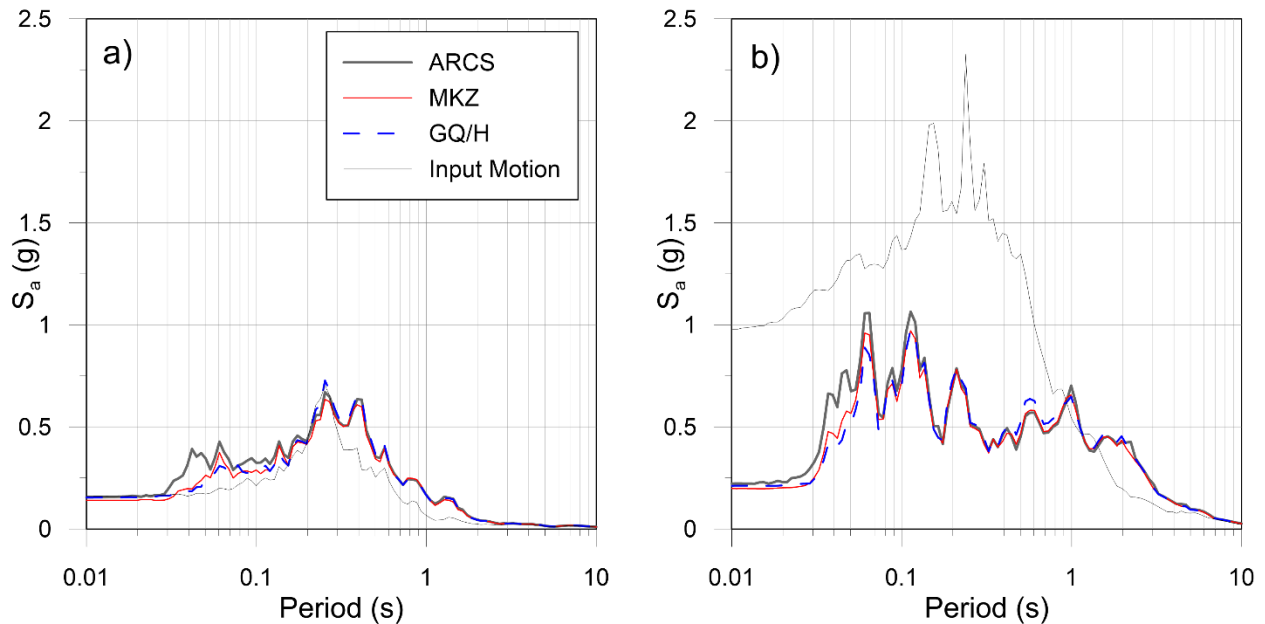 a)
ARCS
MKZ
GQ/H
Input Motion
2.5
2
1.5
1
0.5
0
Sa (g)
0.01
0.1
1
10
Period (s)
b)
2.5
2
1.5
1
0.5
0
Sa (g)
0.01
0.1
1
10
Period (s)